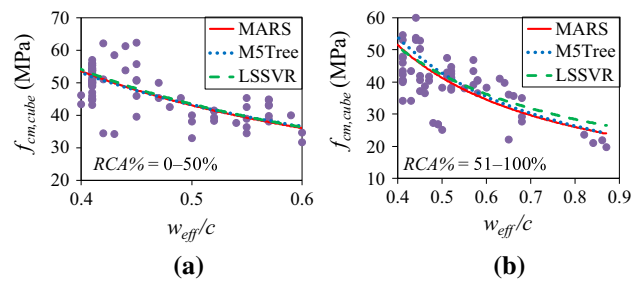 70
60
50
40
30
20
0.4
0.5
0.6
f_cm,cube (MPa)
w_eff/c
MARS
M5Tree
LSSVR
RCA% = 0–50%
(a)
60
50
40
30
20
10
0.4
0.5
0.6
0.7
0.8
0.9
f_cm,cube (MPa)
w_eff/c
MARS
M5Tree
LSSVR
RCA% = 51–100%
(b)